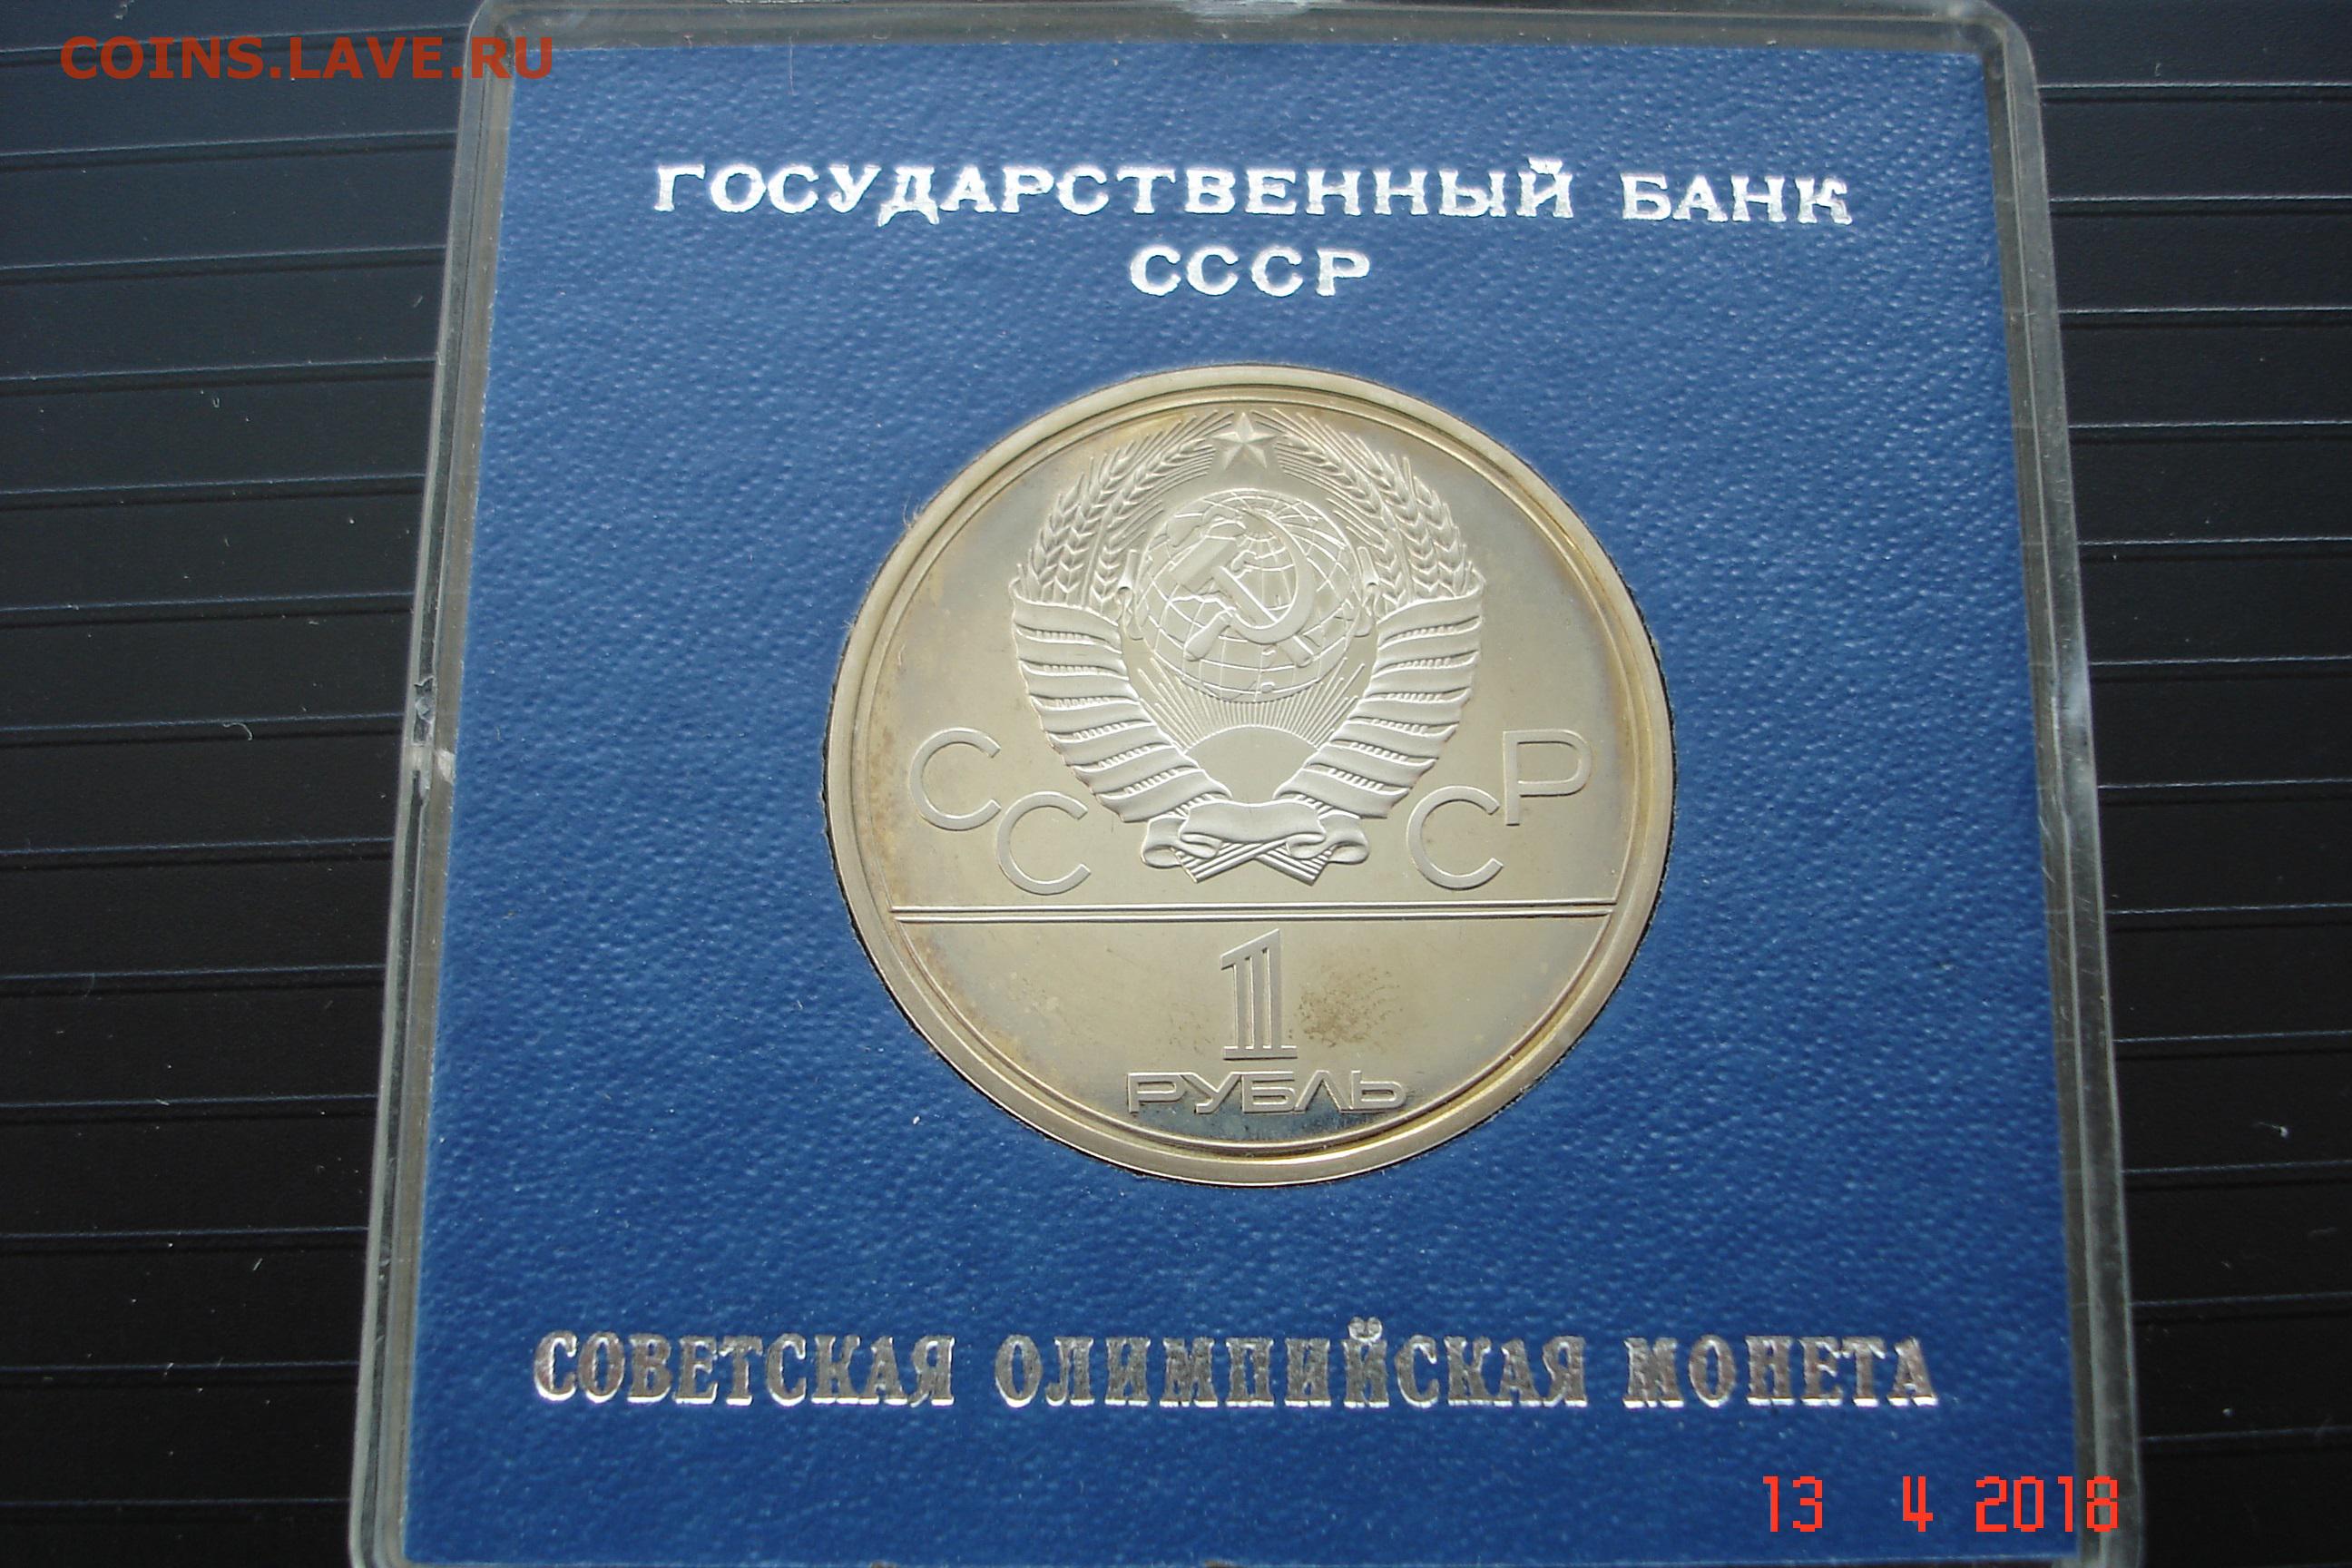 COINS.LAVE.RU
ГОСУДАРСТВЕННЫЙ БАНК
СССР
СС СР
1
РУБЛЬ
СОВЕТСКАЯ ОЛИМПИЙСКАЯ МОНЕТА
13 4 2018